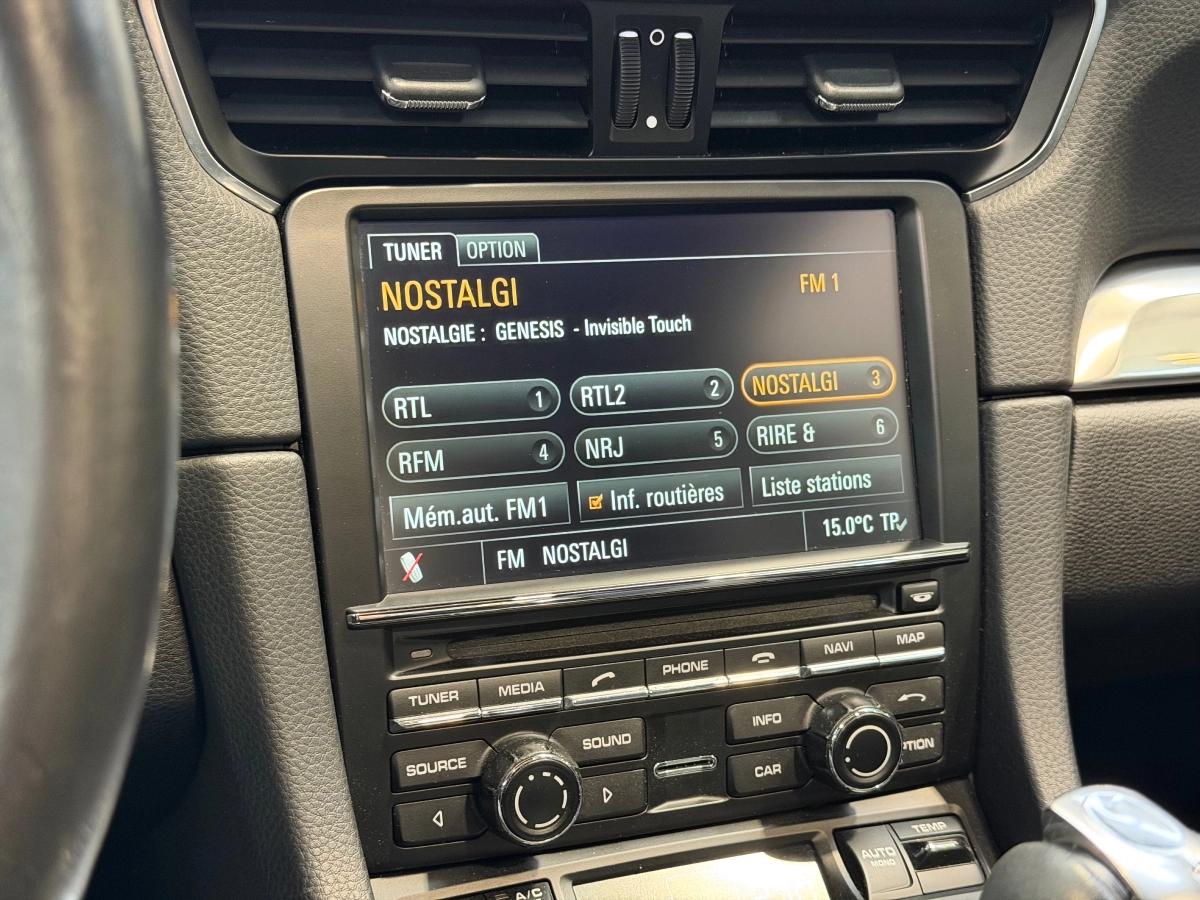 TUNER OPTION
NOSTALGI FM 1
NOSTALGIE : GENESIS - Invisible Touch
RTL 1 RTL2 2 NOSTALGI 3
RFM 4 NRJ 5 RIRE & 6
Mém.aut. FM1 Inf. routières Liste stations
FM NOSTALGI 15.0°C TP
TUNER MEDIA PHONE NAVI MAP
SOURCE SOUND INFO
CAR PTION
A/C AUTO MONO TEMP